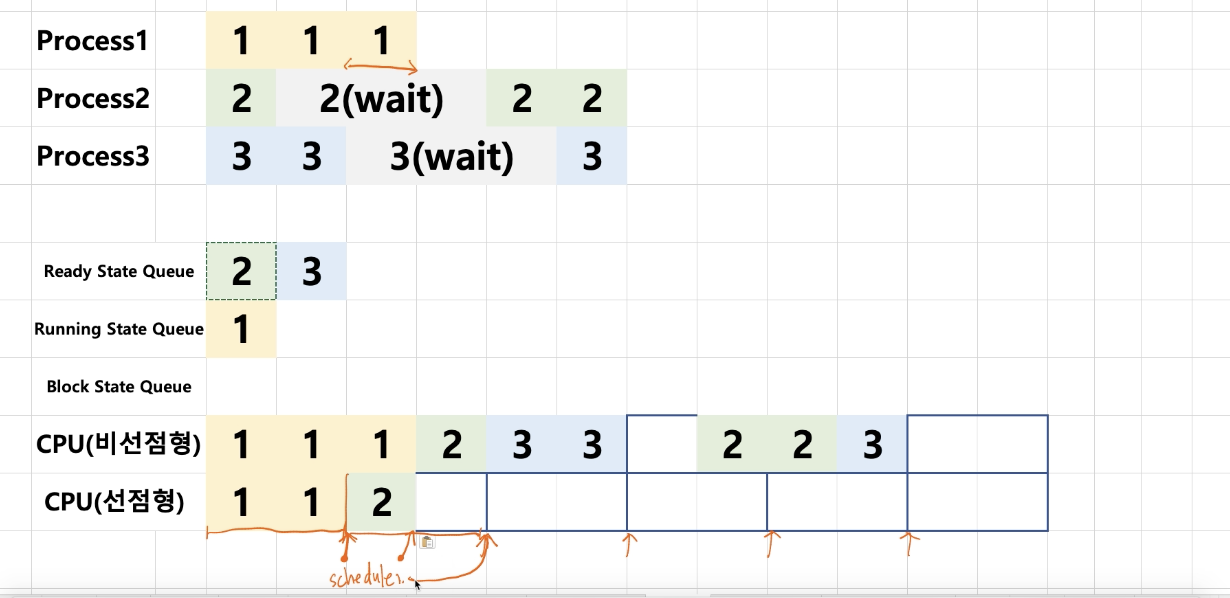 Process1 1 1 1
Process2 2 2(wait) 2 2
Process3 3 3 3(wait) 3
Ready State Queue 2 3
Running State Queue 1
Block State Queue
CPU(비선점형) 1 1 1 2 3 3 2 2 3
CPU(선점형) 1 1 2
scheduler.